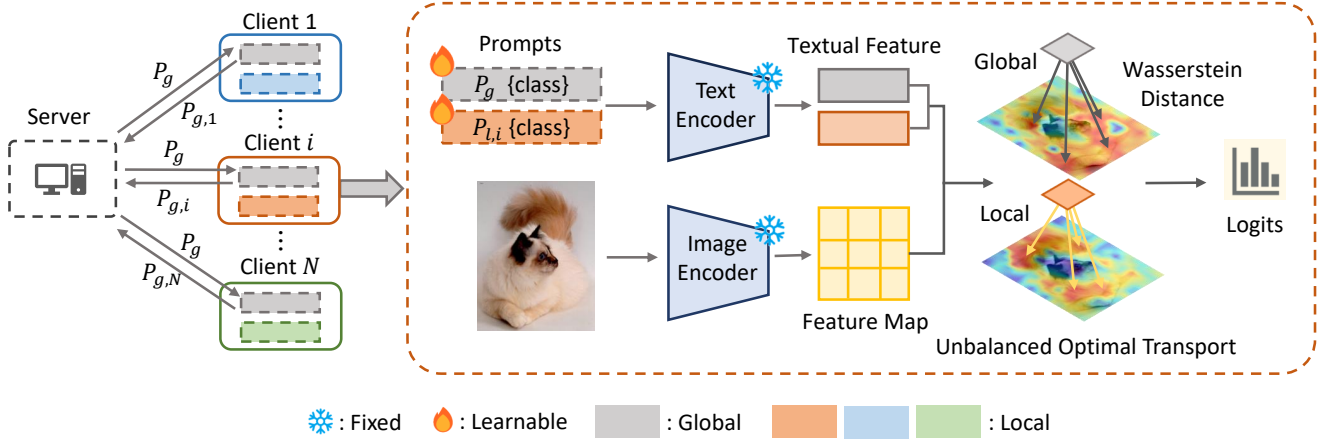 Client 1
P_g
P_{g,1}
Server
Client i
P_g
P_{g,i}
P_g
P_{g,N}
Client N
Prompts
P_g {class}
P_{l,i} {class}
Text
Encoder
Textual Feature
Image
Encoder
Feature Map
Global
Wasserstein
Distance
Local
Unbalanced Optimal Transport
Logits
: Fixed
: Learnable
: Global
: Local